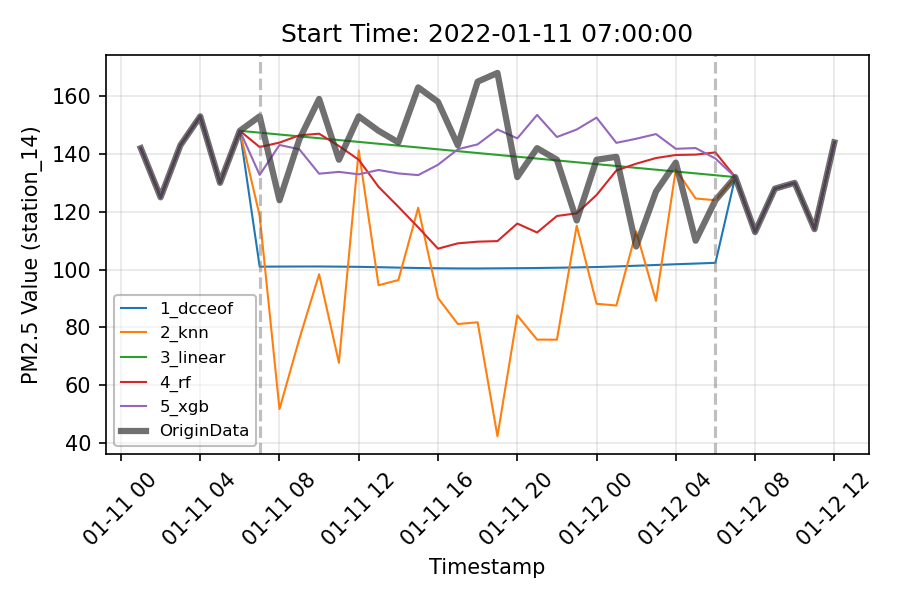 Start Time: 2022-01-11 07:00:00
PM2.5 Value (station_14)
160
140
120
100
80
60
40
1_dcceof
2_knn
3_linear
4_rf
5_xgb
OriginData
01-11 00
01-11 04
01-11 08
01-11 12
01-11 16
01-11 20
01-12 00
01-12 04
01-12 08
01-12 12
Timestamp